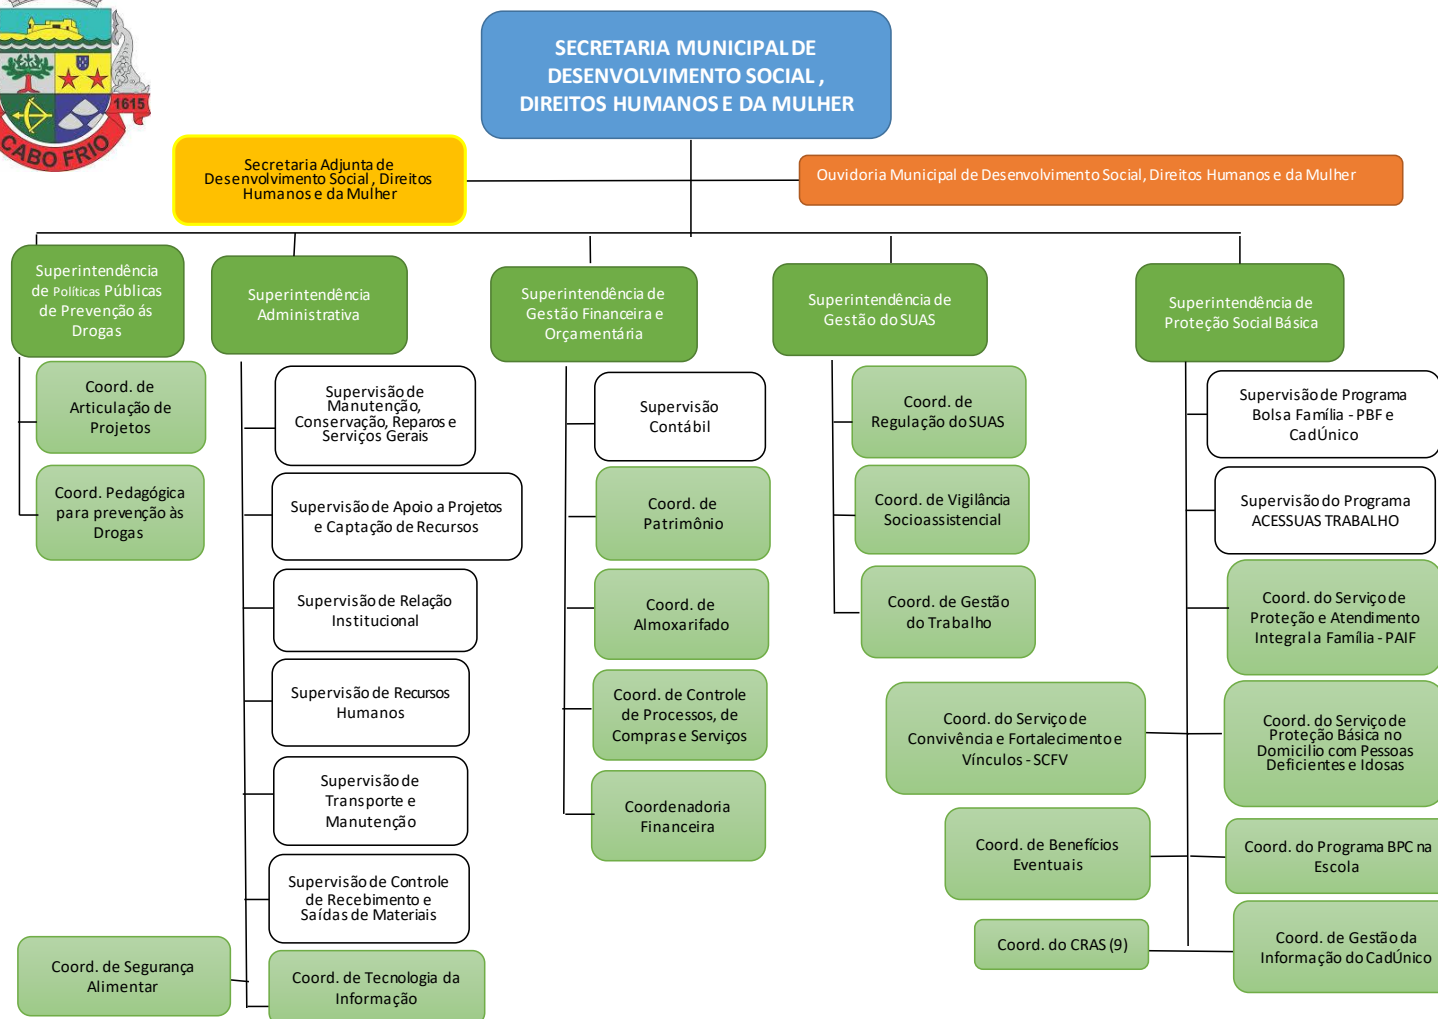 1615
CABO FRIO
SECRETARIA MUNICIPAL DE
DESENVOLVIMENTO SOCIAL ,
DIREITOS HUMANOS E DA MULHER
Secretaria Adjunta de
Desenvolvimento Social , Direitos
Humanos e da Mulher
Ouvidoria Municipal de Desenvolvimento Social, Direitos Humanos e da Mulher
Superintendência
de Políticas Públicas
de Prevenção ás
Drogas
Coord. de
Articulação de
Projetos
Coord. Pedagógica
para prevenção às
Drogas
Superintendência
Administrativa
Supervisão de
Manutenção,
Conservação, Reparos e
Serviços Gerais
Supervisão de Apoio a Projetos
e Captação de Recursos
Supervisão de Relação
Institucional
Supervisão de Recursos
Humanos
Supervisão de
Transporte e
Manutenção
Supervisão de Controle
de Recebimento e
Saídas de Materiais
Coord. de Segurança
Alimentar
Coord. de Tecnologia da
Informação
Superintendência de
Gestão Financeira e
Orçamentária
Supervisão
Contábil
Coord. de
Patrimônio
Coord. de
Almoxarifado
Coord. de Controle
de Processos, de
Compras e Serviços
Coordenadoria
Financeira
Superintendência de
Gestão do SUAS
Coord. de
Regulação do SUAS
Coord. de Vigilância
Socioassistencial
Coord. de Gestão
do Trabalho
Superintendência de
Proteção Social Básica
Supervisão de Programa
Bolsa Família - PBF e
CadÚnico
Supervisão do Programa
ACESSUAS TRABALHO
Coord. do Serviço de
Proteção e Atendimento
Integral a Família - PAIF
Coord. do Serviço de
Convivência e Fortalecimento e
Vínculos - SCFV
Coord. do Serviço de
Proteção Básica no
Domicilio com Pessoas
Deficientes e Idosas
Coord. de Benefícios
Eventuais
Coord. do Programa BPC na
Escola
Coord. do CRAS (9)
Coord. de Gestão da
Informação do CadÚnico